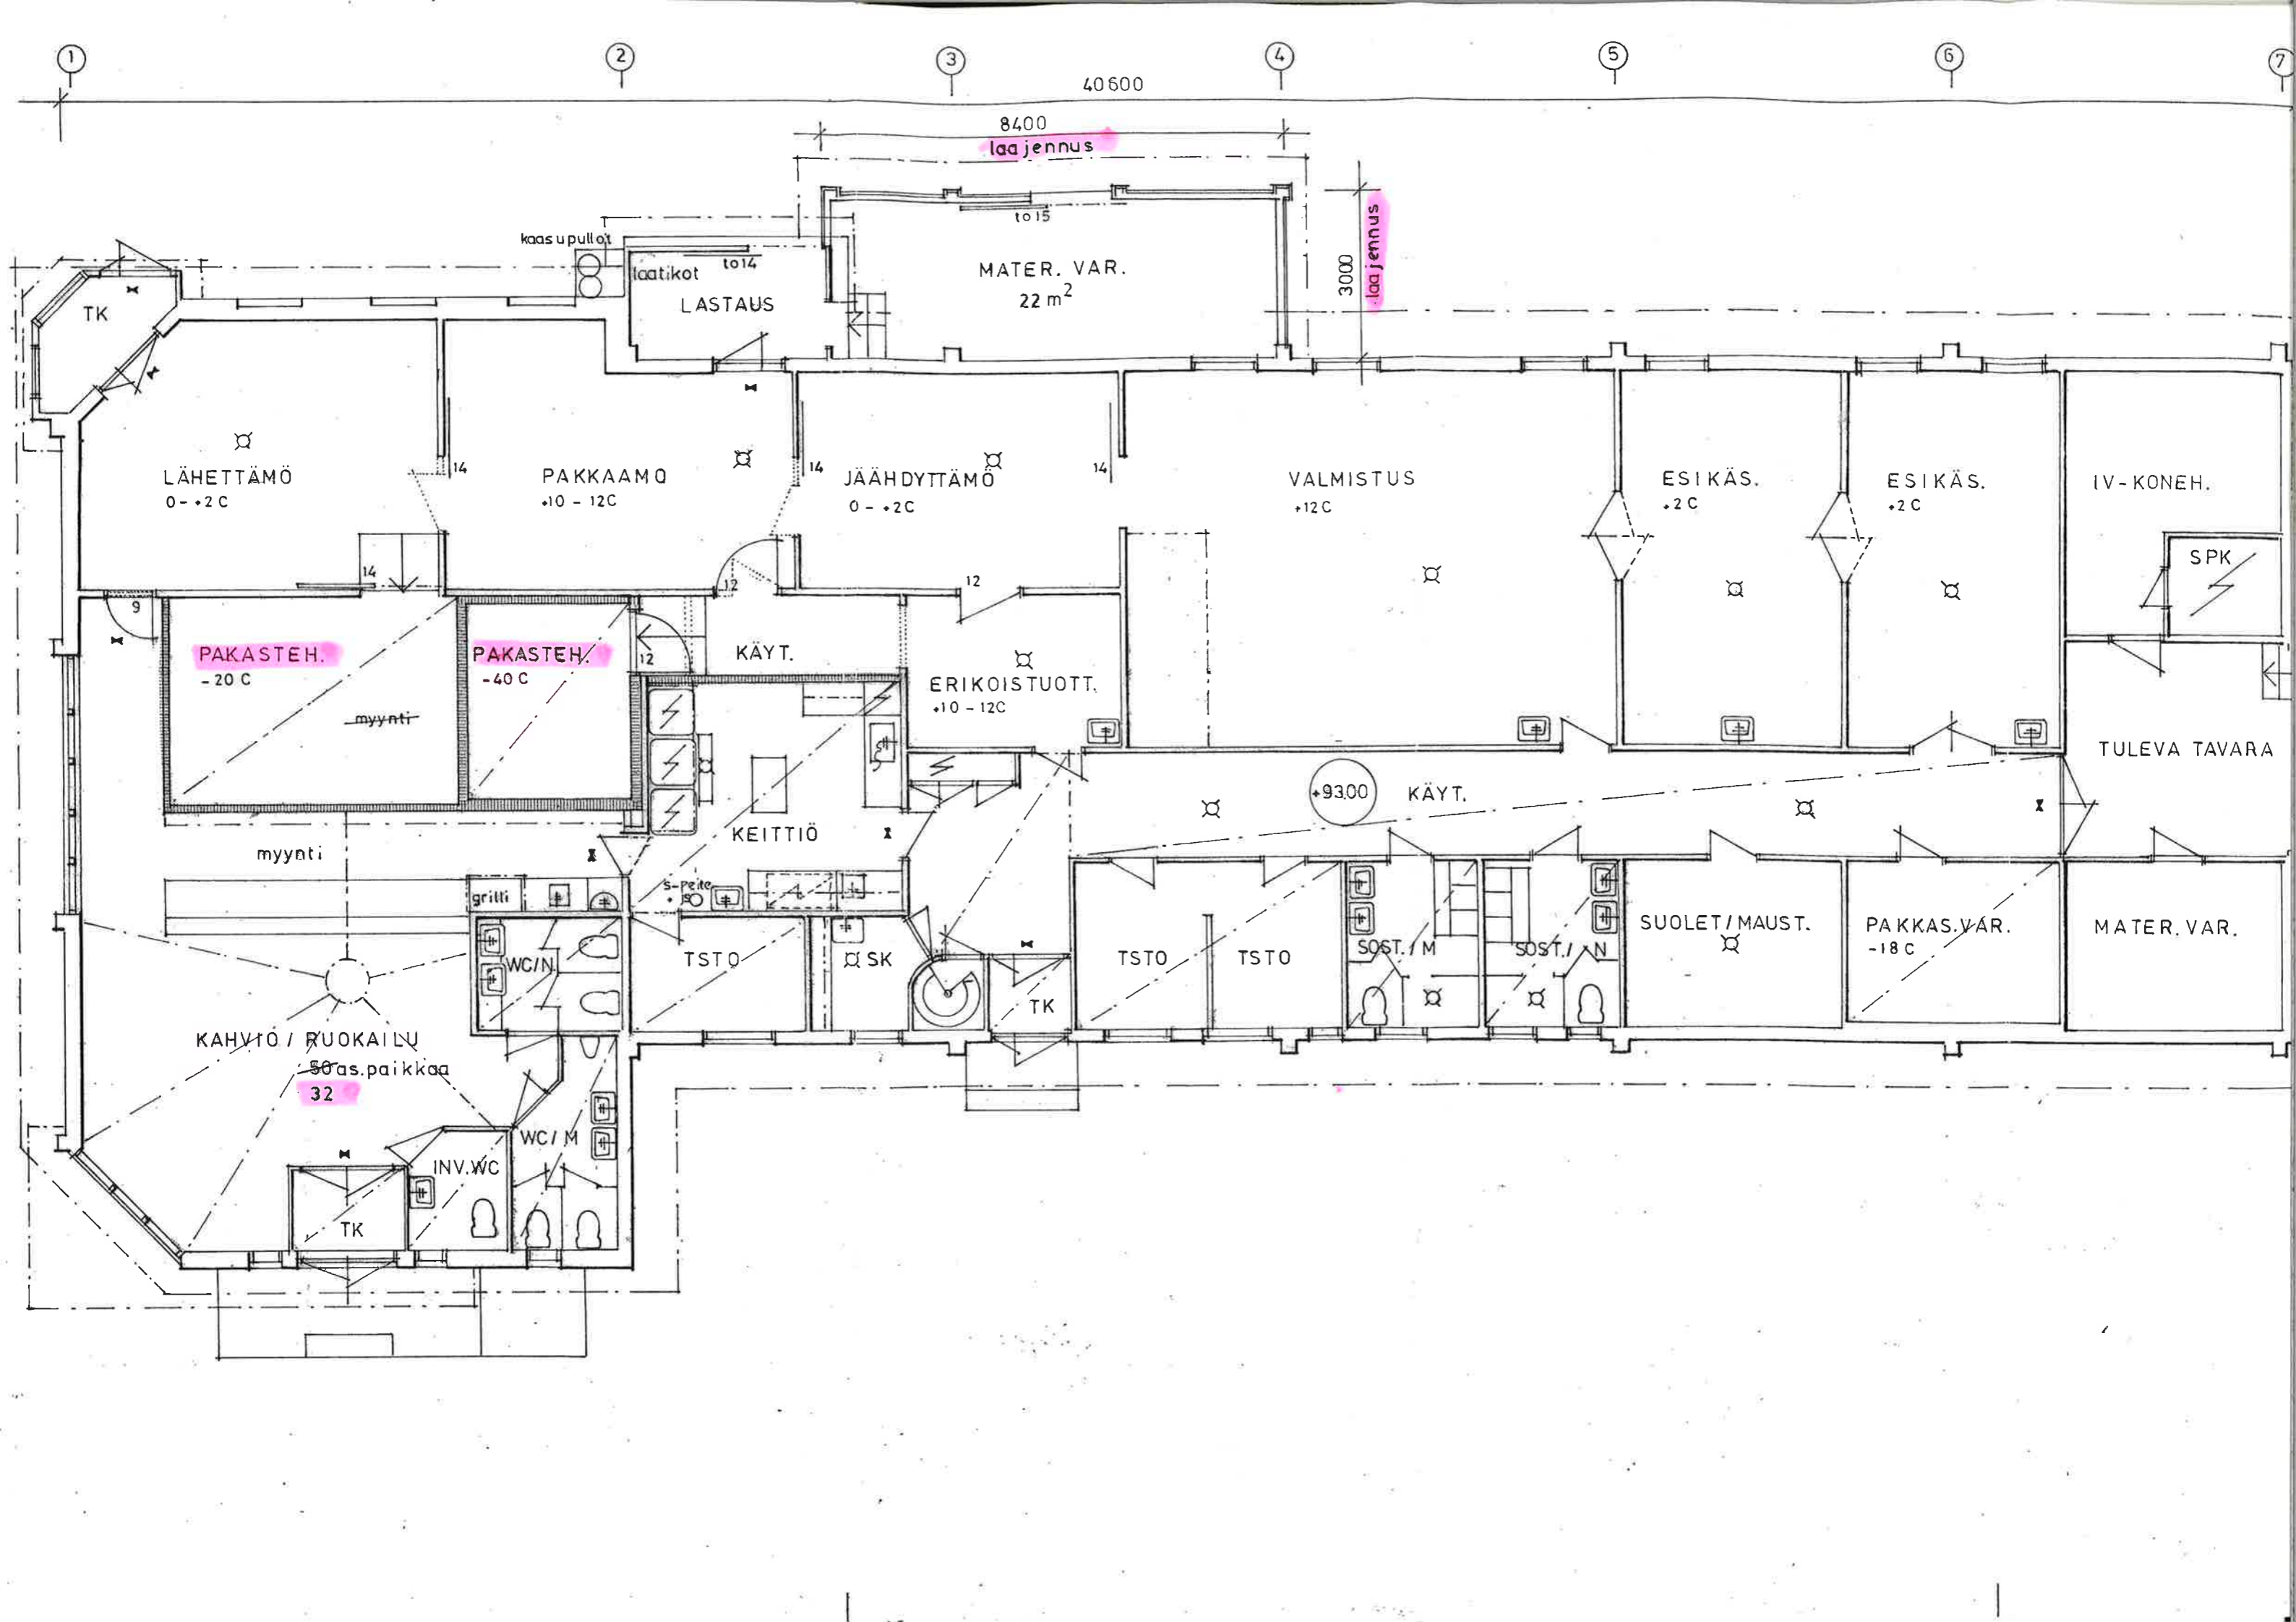 1 2 3 4 5 6 7
40600
8400
laajennus
3000
laajennus
to15
kaasupullot
laatikot
to14
LASTAUS
MATER. VAR.
22 m²
TK
LÄHETTÄMÖ
0 - +2 C
14
PAKKAAMO
+10 - 12C
14
JÄÄHDYTTÄMÖ
0 - +2C
14
VALMISTUS
+12C
ESIKÄS.
+2 C
ESIKÄS.
+2 C
IV-KONEH.
SPK
14
12
12
9
PAKASTEH.
-20 C
myynti
PAKASTEH.
-40 C
12
KÄYT.
ERIKOISTUOTT.
+10 - 12C
TULEVA TAVARA
+93.00
KÄYT.
KEITTIÖ
myynti
grilli
s-peite
WC/N
TSTO
SK
TK
TSTO
TSTO
SOST. / M
SOST. / N
SUOLET/MAUST.
PAKKAS.VAR.
-18 C
MATER. VAR.
KAHVIO / RUOKAILU
50 as.paikkaa
32
WC/M
INV.WC
TK